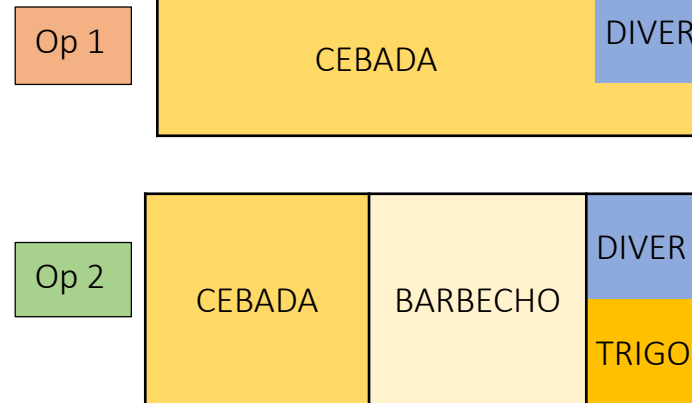 Op 1
CEBADA
DIVER
Op 2
CEBADA
BARBECHO
DIVER
TRIGO